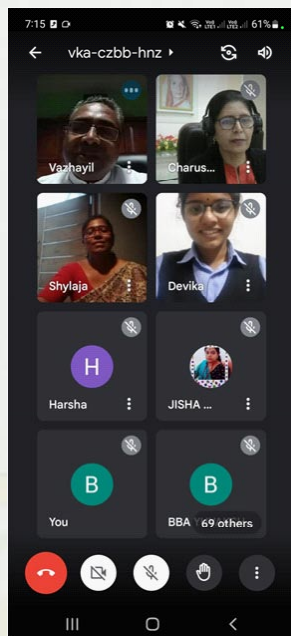 7:15
61%
vka-czbb-hnz
Vazhayil
Charus...
Shylaja
Devika
H
Harsha
JISHA ...
B
You
B
BBA
69 others